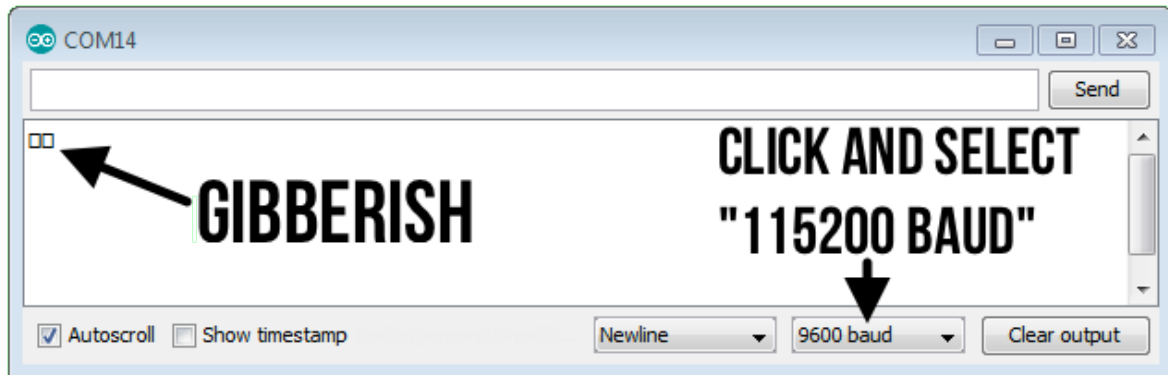 COM14
Send
GIBBERISH
CLICK AND SELECT
"115200 BAUD"
Autoscroll Show timestamp Newline 9600 baud Clear output